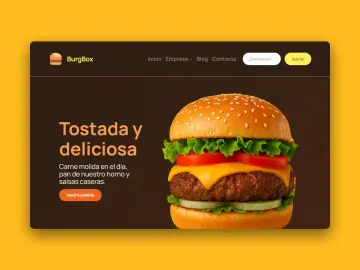 BurgBox
Inicio Empresa Blog Contacto
Tostada y
deliciosa
Carne molida en el día,
pan de nuestro horno y
salsas caseras.